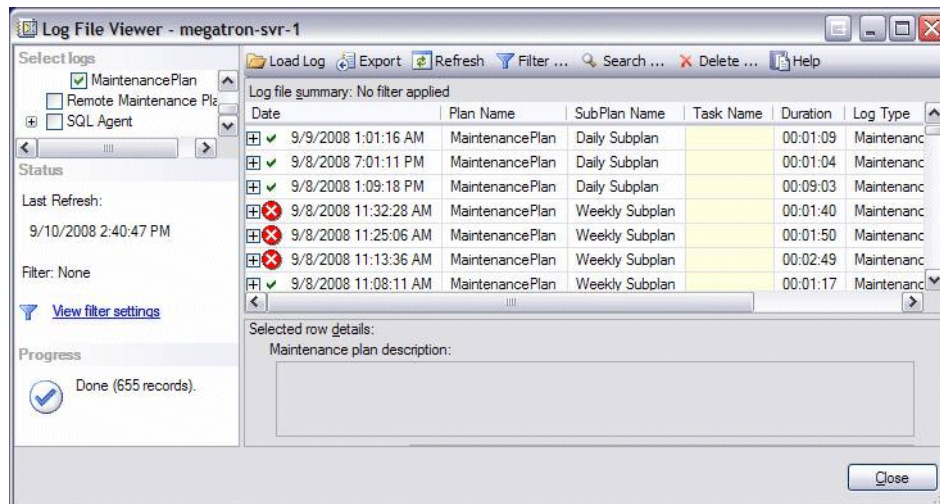 Log File Viewer - megatron-svr-1
Select logs
MaintenancePlan
Remote Maintenance Pla
SQL Agent
Status
Last Refresh:
9/10/2008 2:40:47 PM
Filter: None
View filter settings
Progress
Done (655 records).
Load Log Export Refresh Filter ... Search ... Delete ... Help
Log file summary: No filter applied
Date Plan Name SubPlan Name Task Name Duration Log Type
9/9/2008 1:01:16 AM MaintenancePlan Daily Subplan 00:01:09 Maintenanc
9/8/2008 7:01:11 PM MaintenancePlan Daily Subplan 00:01:04 Maintenanc
9/8/2008 1:09:18 PM MaintenancePlan Daily Subplan 00:09:03 Maintenanc
9/8/2008 11:32:28 AM MaintenancePlan Weekly Subplan 00:01:40 Maintenanc
9/8/2008 11:25:06 AM MaintenancePlan Weekly Subplan 00:01:50 Maintenanc
9/8/2008 11:13:36 AM MaintenancePlan Weekly Subplan 00:02:49 Maintenanc
9/8/2008 11:08:11 AM MaintenancePlan Weekly Subplan 00:01:17 Maintenanc
Selected row details:
Maintenance plan description:
Close